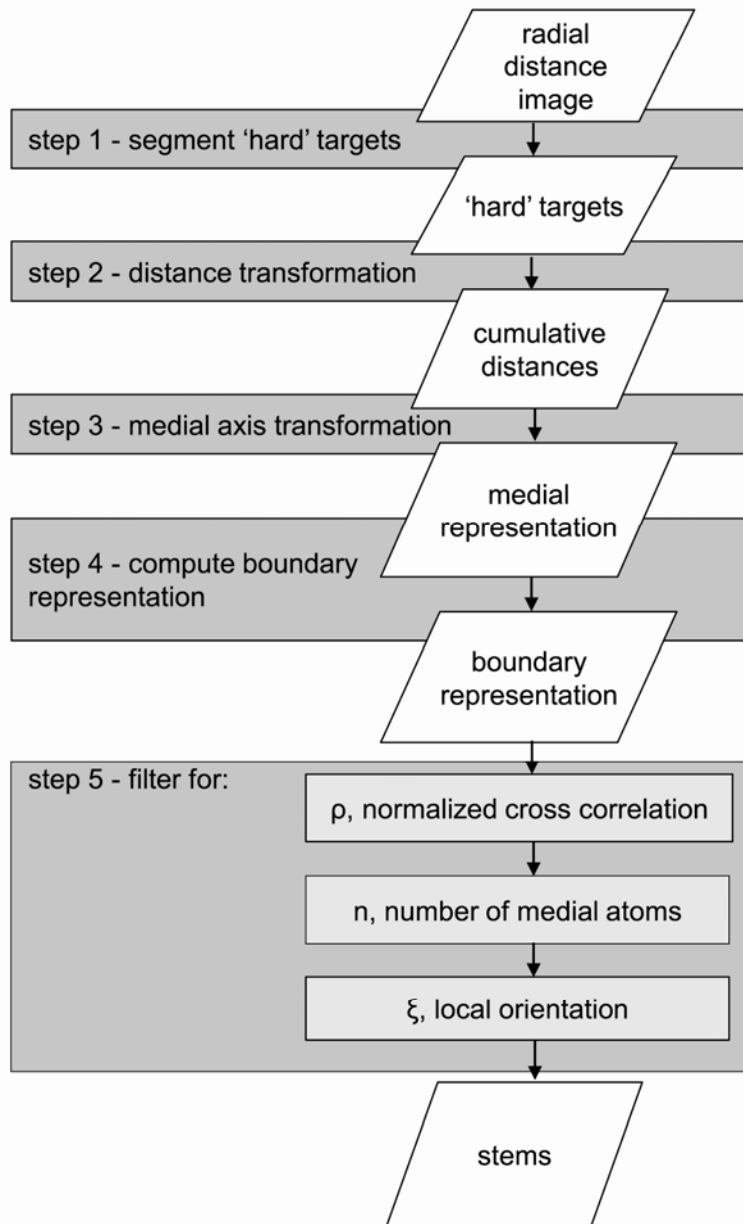 radial
distance
image
step 1 - segment ‘hard’ targets
‘hard’ targets
step 2 - distance transformation
cumulative
distances
step 3 - medial axis transformation
medial
representation
step 4 - compute boundary
representation
boundary
representation
step 5 - filter for:
ρ, normalized cross correlation
n, number of medial atoms
ξ, local orientation
stems